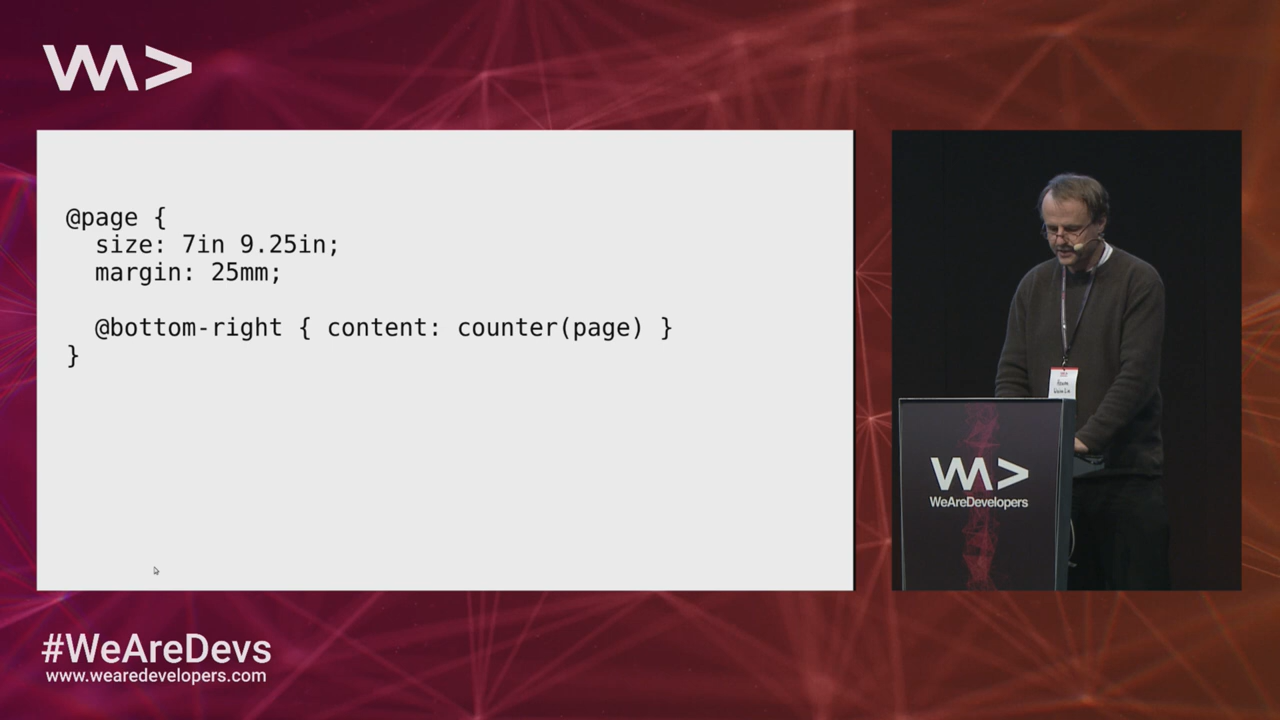 @page {
size: 7in 9.25in;
margin: 25mm;
@bottom-right { content: counter(page) }
}
WeAreDevelopers
#WeAreDevs
www.wearedevelopers.com